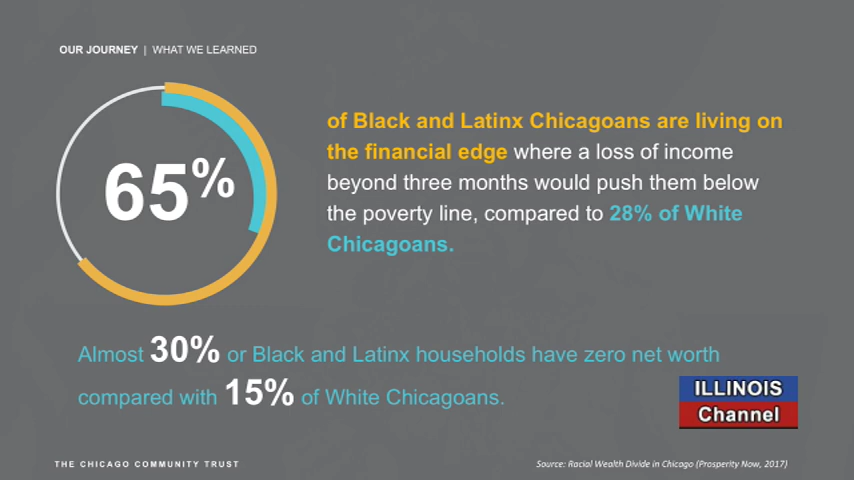 OUR JOURNEY | WHAT WE LEARNED
65%
of Black and Latinx Chicagoans are living on
the financial edge where a loss of income
beyond three months would push them below
the poverty line, compared to 28% of White
Chicagoans.
Almost 30% or Black and Latinx households have zero net worth
compared with 15% of White Chicagoans.
ILLINOIS
Channel
THE CHICAGO COMMUNITY TRUST
Source: Racial Wealth Divide in Chicago (Prosperity Now, 2017)